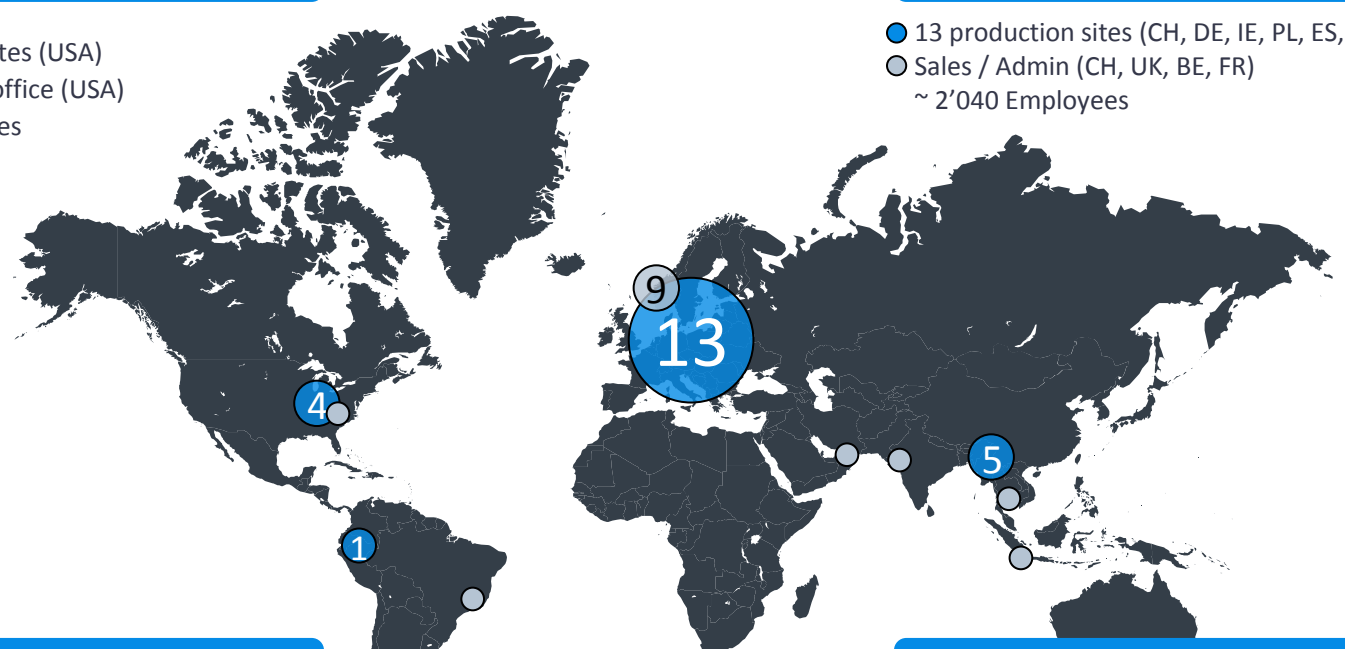 tes (USA)
office (USA)
es
13 production sites (CH, DE, IE, PL, ES,
Sales / Admin (CH, UK, BE, FR)
~ 2’040 Employees
9
13
4
5
1